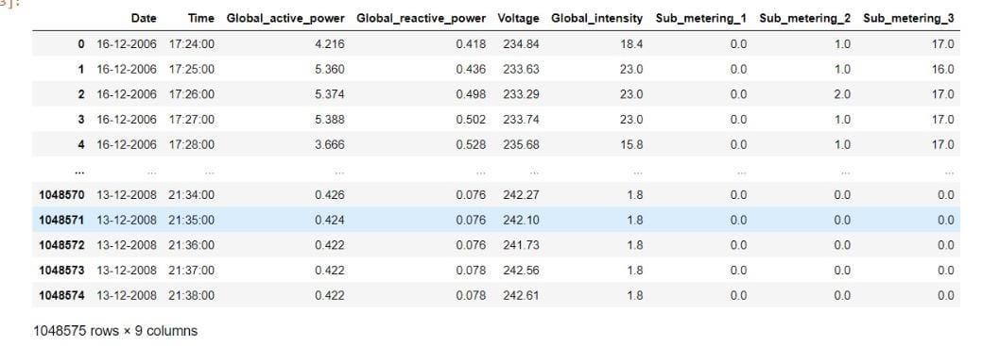 3]:
Date Time Global_active_power Global_reactive_power Voltage Global_intensity Sub_metering_1 Sub_metering_2 Sub_metering_3
0 16-12-2006 17:24:00 4.216 0.418 234.84 18.4 0.0 1.0 17.0
1 16-12-2006 17:25:00 5.360 0.436 233.63 23.0 0.0 1.0 16.0
2 16-12-2006 17:26:00 5.374 0.498 233.29 23.0 0.0 2.0 17.0
3 16-12-2006 17:27:00 5.388 0.502 233.74 23.0 0.0 1.0 17.0
4 16-12-2006 17:28:00 3.666 0.528 235.68 15.8 0.0 1.0 17.0
... ... ... ... ... ... ... ... ... ...
1048570 13-12-2008 21:34:00 0.426 0.076 242.27 1.8 0.0 0.0 0.0
1048571 13-12-2008 21:35:00 0.424 0.076 242.10 1.8 0.0 0.0 0.0
1048572 13-12-2008 21:36:00 0.422 0.076 241.73 1.8 0.0 0.0 0.0
1048573 13-12-2008 21:37:00 0.422 0.078 242.56 1.8 0.0 0.0 0.0
1048574 13-12-2008 21:38:00 0.422 0.078 242.61 1.8 0.0 0.0 0.0
1048575 rows × 9 columns